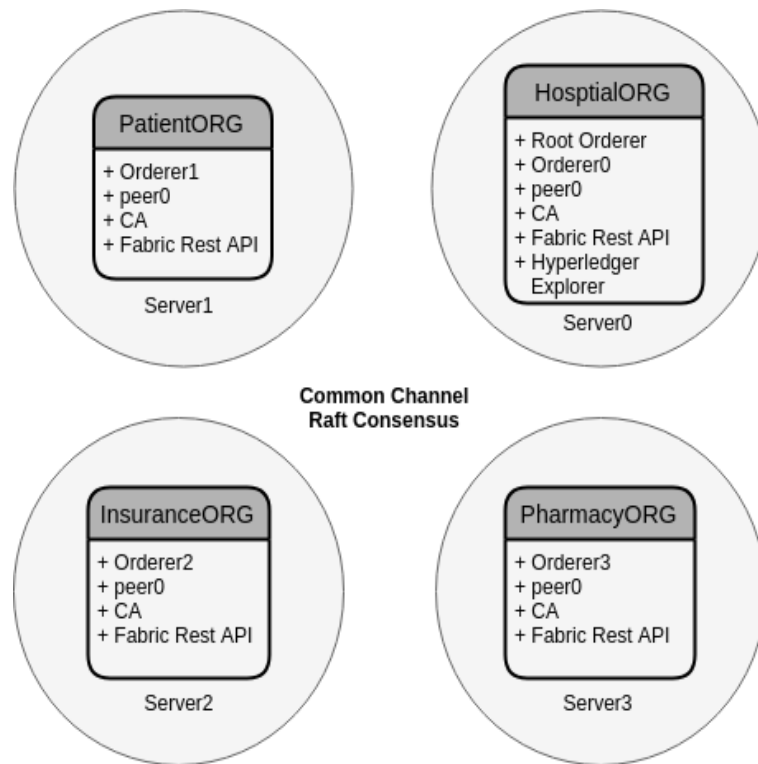 PatientORG
+ Orderer1
+ peer0
+ CA
+ Fabric Rest API
Server1
HosptialORG
+ Root Orderer
+ Orderer0
+ peer0
+ CA
+ Fabric Rest API
+ Hyperledger
Explorer
Server0
Common Channel
Raft Consensus
InsuranceORG
+ Orderer2
+ peer0
+ CA
+ Fabric Rest API
Server2
PharmacyORG
+ Orderer3
+ peer0
+ CA
+ Fabric Rest API
Server3